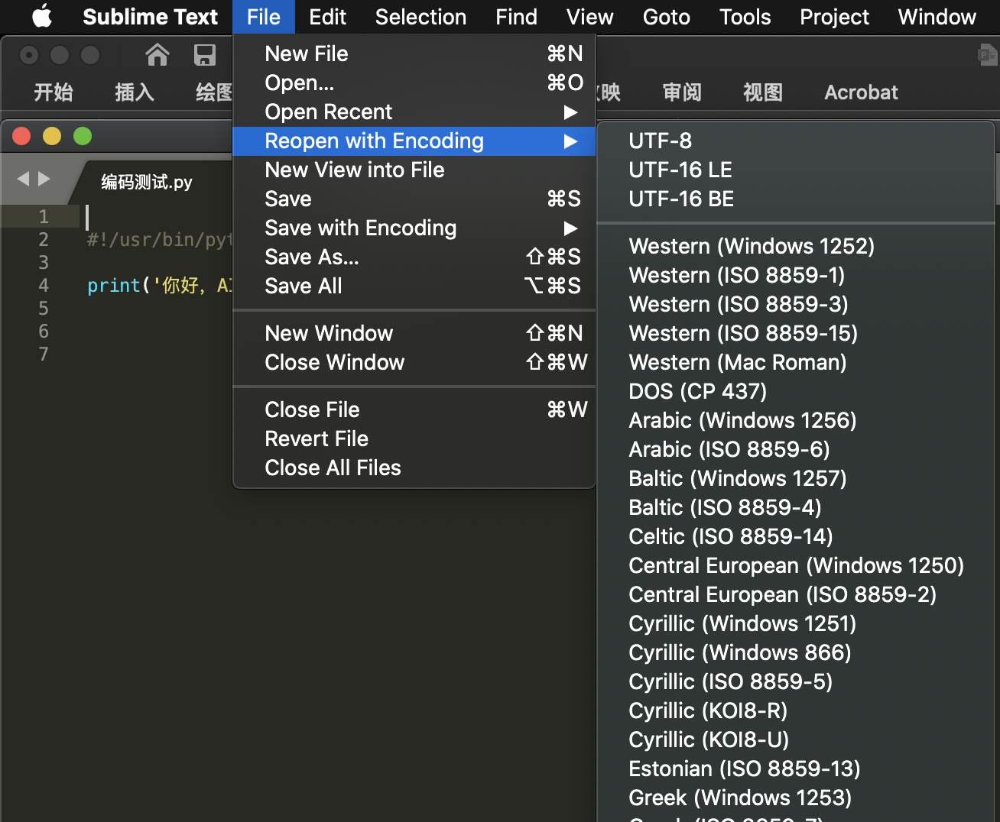 Sublime Text File Edit Selection Find View Goto Tools Project Window
开始 插入 绘图 映 审阅 视图 Acrobat
编码测试.py
1
2 #!/usr/bin/pyt
3
4 print('你好，AI
5
6
7
New File ⌘N
Open... ⌘O
Open Recent ▶
Reopen with Encoding ▶
New View into File
Save ⌘S
Save with Encoding ▶
Save As... ⇧⌘S
Save All ⌥⌘S
New Window ⇧⌘N
Close Window ⇧⌘W
Close File ⌘W
Revert File
Close All Files
UTF-8
UTF-16 LE
UTF-16 BE
Western (Windows 1252)
Western (ISO 8859-1)
Western (ISO 8859-3)
Western (ISO 8859-15)
Western (Mac Roman)
DOS (CP 437)
Arabic (Windows 1256)
Arabic (ISO 8859-6)
Baltic (Windows 1257)
Baltic (ISO 8859-4)
Celtic (ISO 8859-14)
Central European (Windows 1250)
Central European (ISO 8859-2)
Cyrillic (Windows 1251)
Cyrillic (Windows 866)
Cyrillic (ISO 8859-5)
Cyrillic (KOI8-R)
Cyrillic (KOI8-U)
Estonian (ISO 8859-13)
Greek (Windows 1253)